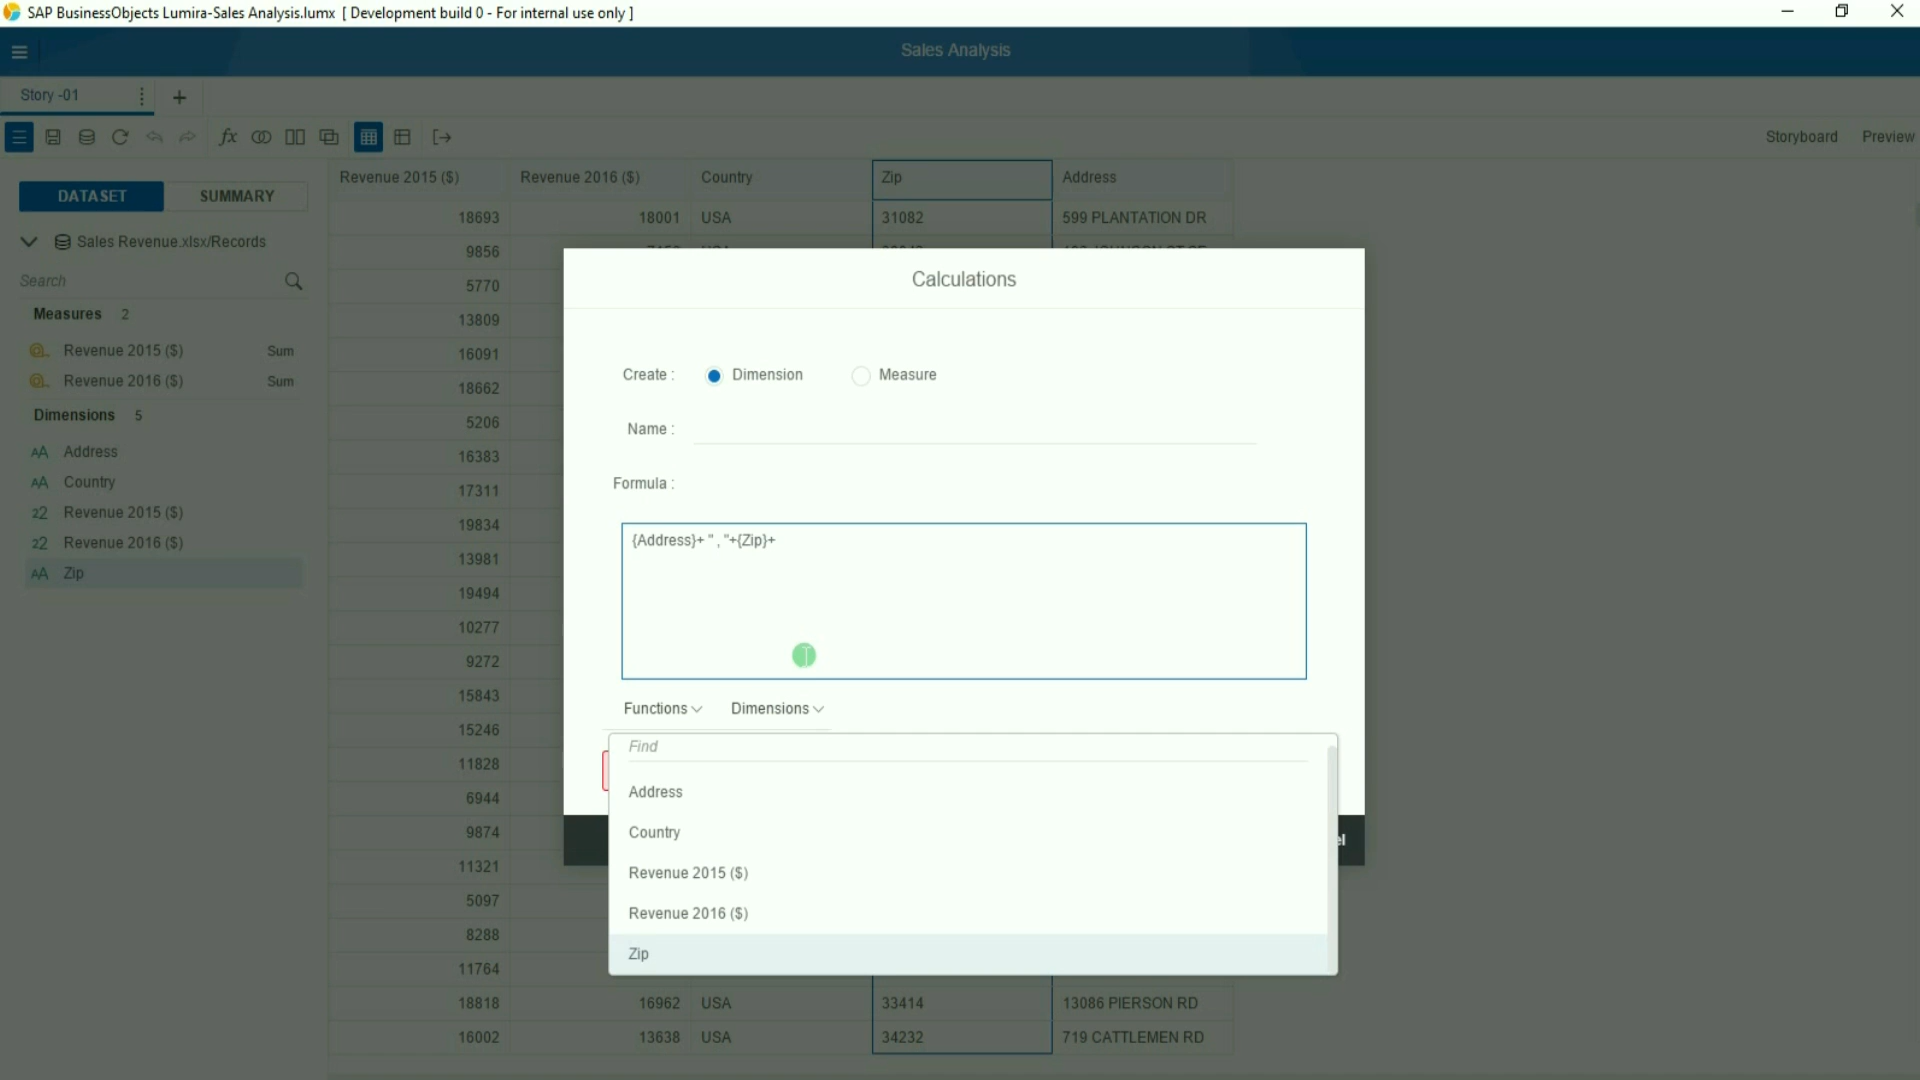 SAP BusinessObjects Lumira-Sales Analysis.lumx [ Development build 0 - For internal use only ]
Sales Analysis
Story -01
Storyboard Preview
DATASET SUMMARY
Sales Revenue.xlsx/Records
Search
Measures 2
Revenue 2015 ($) Sum
Revenue 2016 ($) Sum
Dimensions 5
Address
Country
Revenue 2015 ($)
Revenue 2016 ($)
Zip
Revenue 2015 ($) Revenue 2016 ($) Country Zip Address
18693 18001 USA 31082 599 PLANTATION DR
9856
5770
13809
16091
18662
5206
16383
17311
19834
13981
19494
10277
9272
15843
15246
11828
6944
9874
11321
5097
8288
11764
18818 16962 USA 33414 13086 PIERSON RD
16002 13638 USA 34232 719 CATTLEMEN RD
Calculations
Create : Dimension Measure
Name :
Formula :
{Address}+ " , "+{Zip}+
Functions Dimensions
Find
Address
Country
Revenue 2015 ($)
Revenue 2016 ($)
Zip